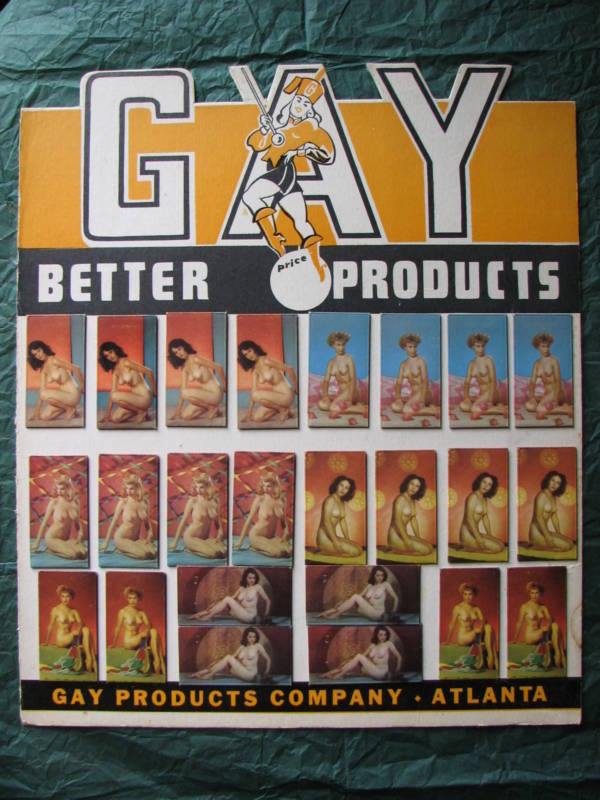 GAY
G
price
BETTER PRODUCTS
GAY PRODUCTS COMPANY · ATLANTA